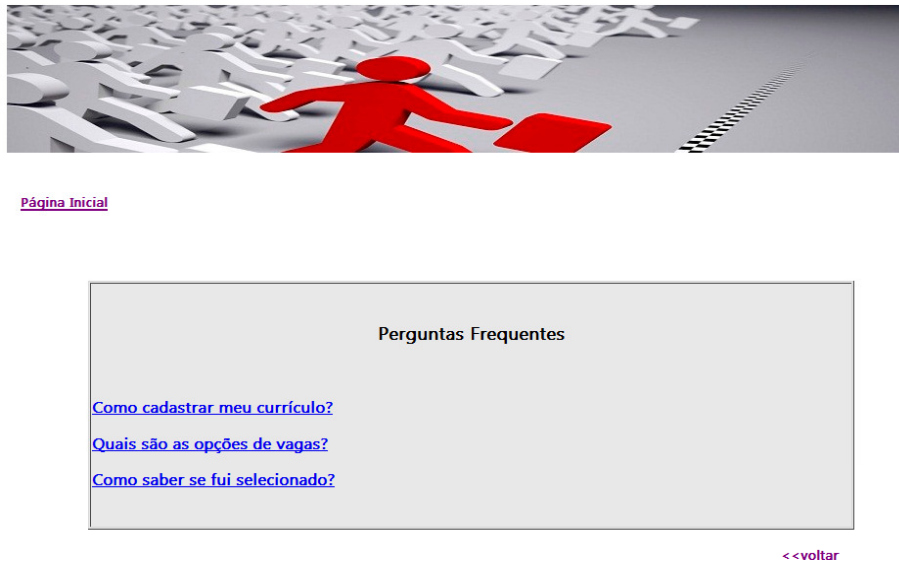 Página Inicial
Perguntas Frequentes
Como cadastrar meu currículo?
Quais são as opções de vagas?
Como saber se fui selecionado?
<<voltar